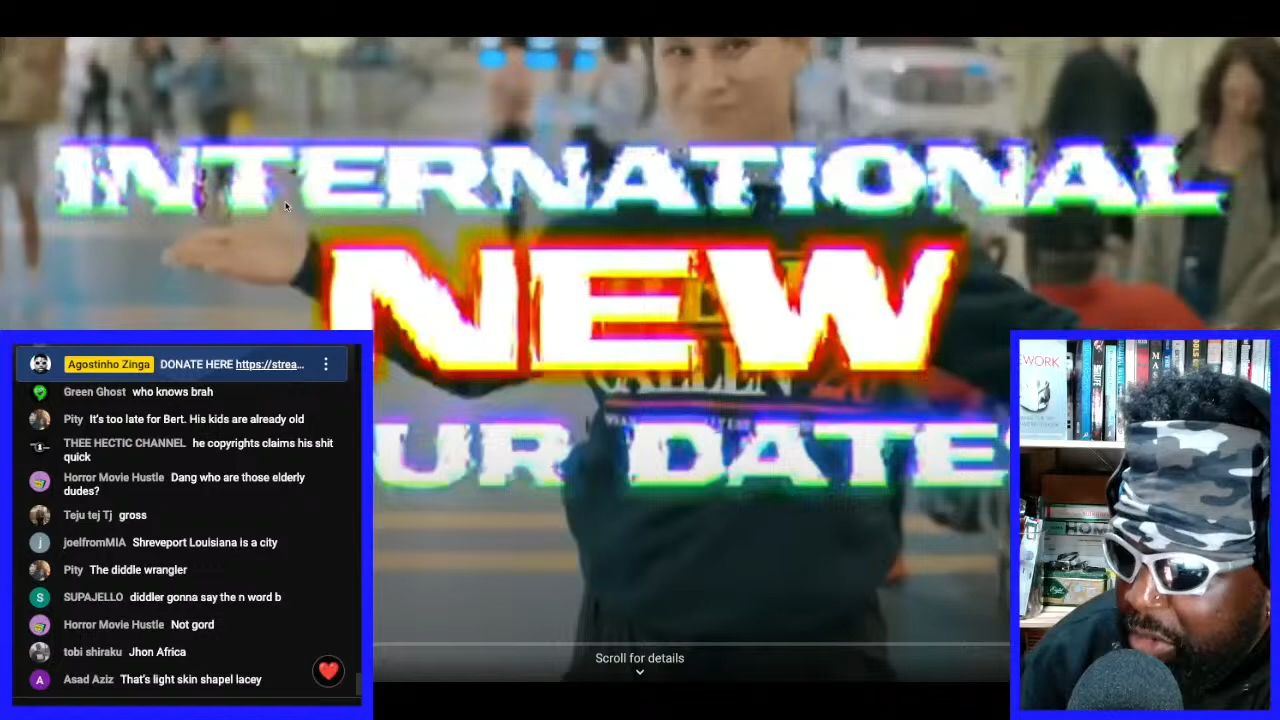 INTERNATIONAL
NEW
UR DATES
CALLEN
Agostinho Zinga DONATE HERE https://strea...
Green Ghost who knows brah
Pity It's too late for Bert. His kids are already old
THEE HECTIC CHANNEL he copyrights claims his shit
quick
Horror Movie Hustle Dang who are those elderly
dudes?
Teju tej Tj gross
joelfromMIA Shreveport Louisiana is a city
Pity The diddle wrangler
SUPAJELLO diddler gonna say the n word b
Horror Movie Hustle Not gord
tobi shiraku Jhon Africa
Asad Aziz That's light skin shapel lacey
Scroll for details
WORK
HOM